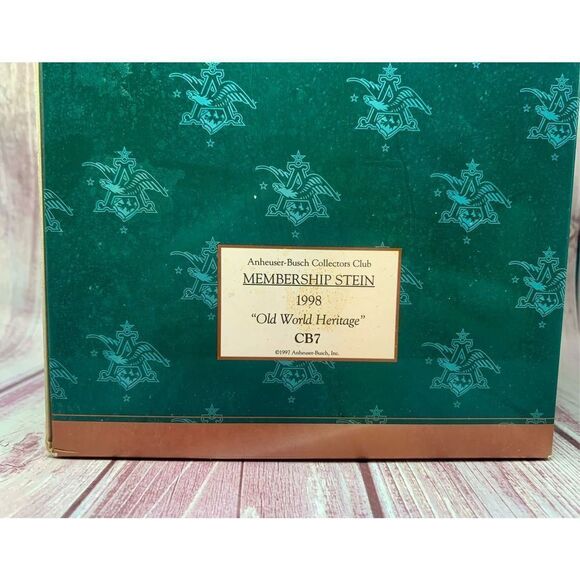 Anheuser-Busch Collectors Club
MEMBERSHIP STEIN
1998
"Old World Heritage"
CB7
©1997 Anheuser-Busch, Inc.